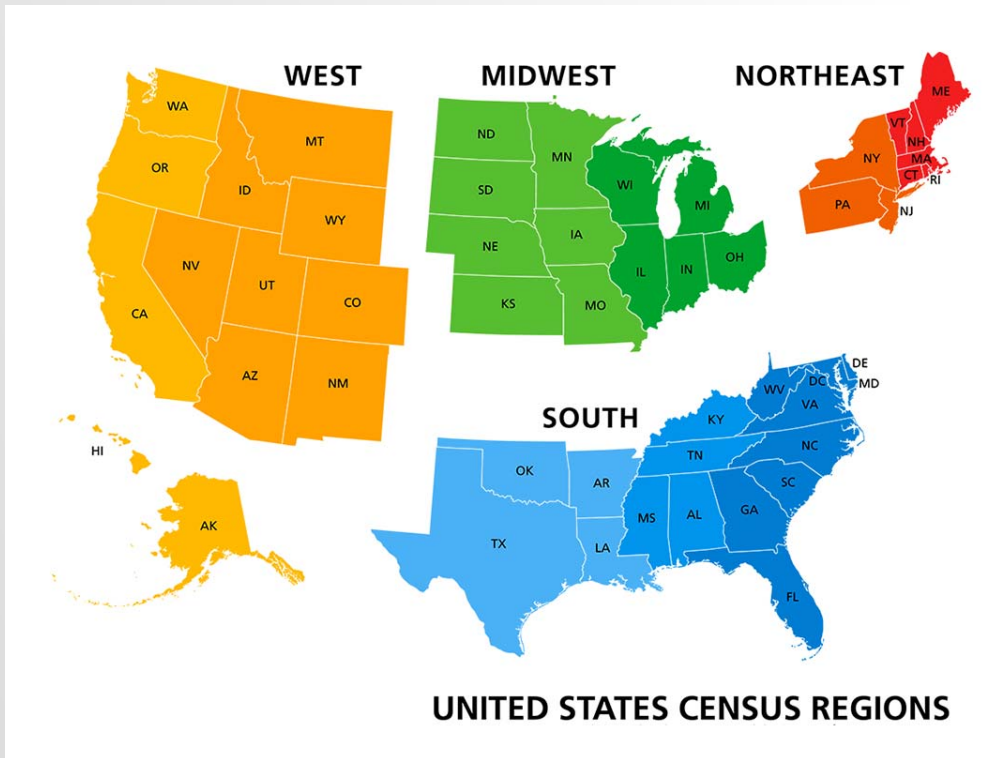 WEST
MIDWEST
NORTHEAST
WA
OR
CA
NV
ID
MT
WY
UT
CO
AZ
NM
HI
AK
ND
SD
NE
KS
MN
IA
MO
WI
IL
MI
IN
OH
ME
VT
NH
NY
MA
CT
RI
PA
NJ
SOUTH
OK
TX
AR
LA
KY
TN
MS
AL
WV
DC
DE
MD
VA
NC
SC
GA
FL
UNITED STATES CENSUS REGIONS